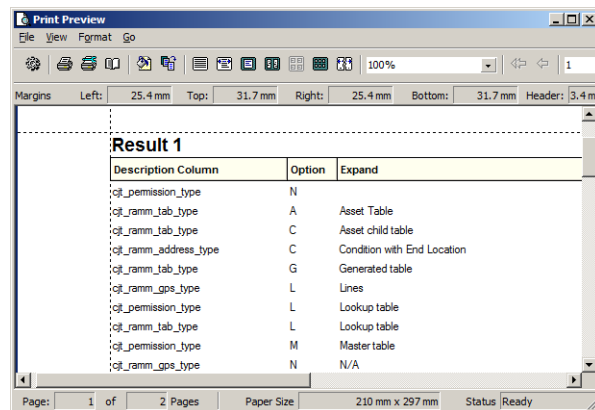 Print Preview
File View Format Go
100% 1
Margins Left: 25.4 mm Top: 31.7 mm Right: 25.4 mm Bottom: 31.7 mm Header: 3.4 m
Result 1
Description Column Option Expand
cjt_permission_type N
cjt_ramm_tab_type A Asset Table
cjt_ramm_tab_type C Asset child table
cjt_ramm_address_type C Condition with End Location
cjt_ramm_tab_type G Generated table
cjt_ramm_gps_type L Lines
cjt_permission_type L Lookup table
cjt_ramm_tab_type L Lookup table
cjt_permission_type M Master table
cjt_ramm_gps_type N N/A
Page: 1 of 2 Pages Paper Size 210 mm x 297 mm Status Ready